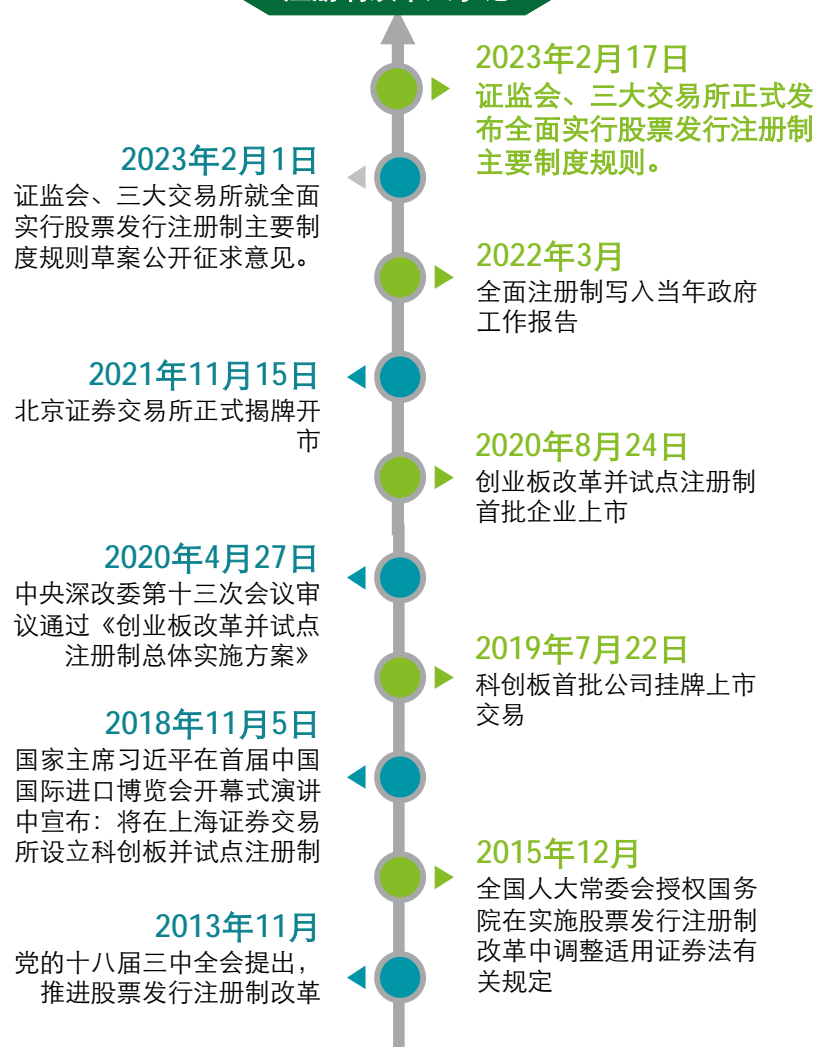 2023年2月17日
证监会、三大交易所正式发
布全面实行股票发行注册制
主要制度规则。
2023年2月1日
证监会、三大交易所就全面
实行股票发行注册制主要制
度规则草案公开征求意见。
2022年3月
全面注册制写入当年政府
工作报告
2021年11月15日
北京证券交易所正式揭牌开
市
2020年8月24日
创业板改革并试点注册制
首批企业上市
2020年4月27日
中央深改委第十三次会议审
议通过《创业板改革并试点
注册制总体实施方案》
2019年7月22日
科创板首批公司挂牌上市
交易
2018年11月5日
国家主席习近平在首届中国
国际进口博览会开幕式演讲
中宣布：将在上海证券交易
所设立科创板并试点注册制
2015年12月
全国人大常委会授权国务
院在实施股票发行注册制
改革中调整适用证券法有
关规定
2013年11月
党的十八届三中全会提出，
推进股票发行注册制改革